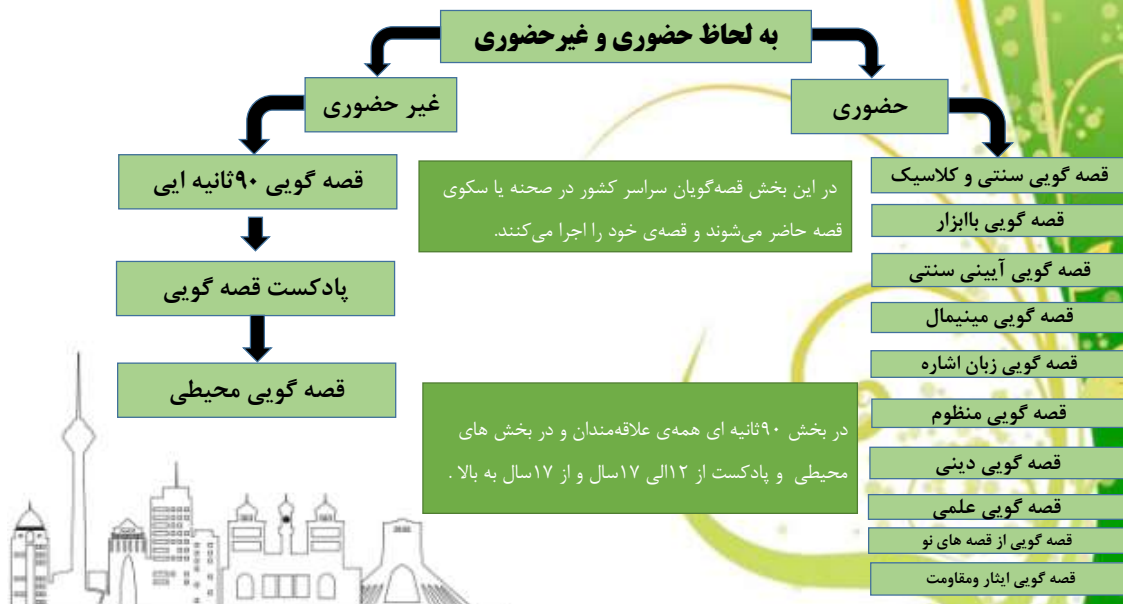 به لحاظ حضوری و غیرحضوری
حضوری
غیر حضوری
قصه گویی سنتی و کلاسیک
قصه گویی باابزار
قصه گویی آیینی سنتی
قصه گویی مینیمال
قصه گویی زبان اشاره
قصه گویی منظوم
قصه گویی دینی
قصه گویی علمی
قصه گویی از قصه های نو
قصه گویی ایثار ومقاومت
در این بخش قصه‌گویان سراسر کشور در صحنه یا سکوی
قصه حاضر می‌شوند و قصه‌ی خود را اجرا می‌کنند.
قصه گویی ۹۰ثانیه ایی
پادکست قصه گویی
قصه گویی محیطی
در بخش ۹۰ثانیه ای همه‌ی علاقه‌مندان و در بخش های
محیطی و پادکست از ۱۲الی ۱۷سال و از ۱۷سال به بالا .